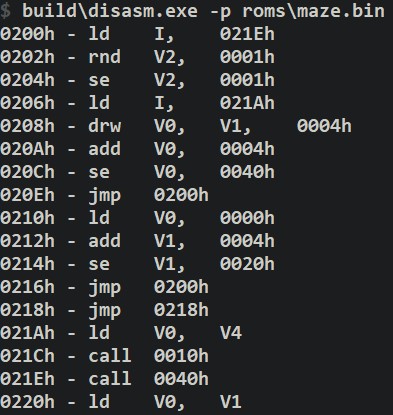 $ build\disasm.exe -p roms\maze.bin
0200h - ld    I,    021Eh
0202h - rnd   V2,   0001h
0204h - se    V2,   0001h
0206h - ld    I,    021Ah
0208h - drw   V0,   V1,    0004h
020Ah - add   V0,   0004h
020Ch - se    V0,   0040h
020Eh - jmp   0200h
0210h - ld    V0,   0000h
0212h - add   V1,   0004h
0214h - se    V1,   0020h
0216h - jmp   0200h
0218h - jmp   0218h
021Ah - ld    V0,   V4
021Ch - call  0010h
021Eh - call  0040h
0220h - ld    V0,   V1